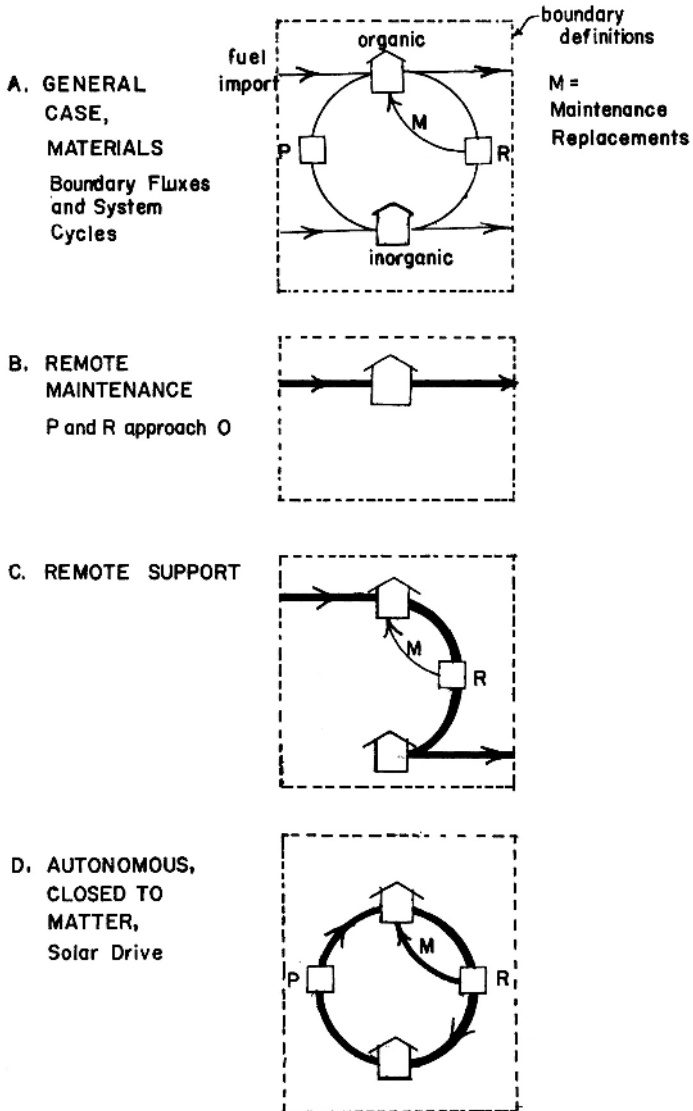 boundary
definitions
organic
fuel
import
A. GENERAL
CASE,
MATERIALS
Boundary Fluxes
and System
Cycles
M
P
R
M =
Maintenance
Replacements
inorganic
B. REMOTE
MAINTENANCE
P and R approach O
C. REMOTE SUPPORT
M
R
D. AUTONOMOUS,
CLOSED TO
MATTER,
Solar Drive
M
P
R